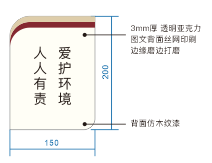 爱护环境
人人有责
3mm厚 透明亚克力
图文背面丝网印刷
边缘磨边打磨
背面仿木纹漆
200
150